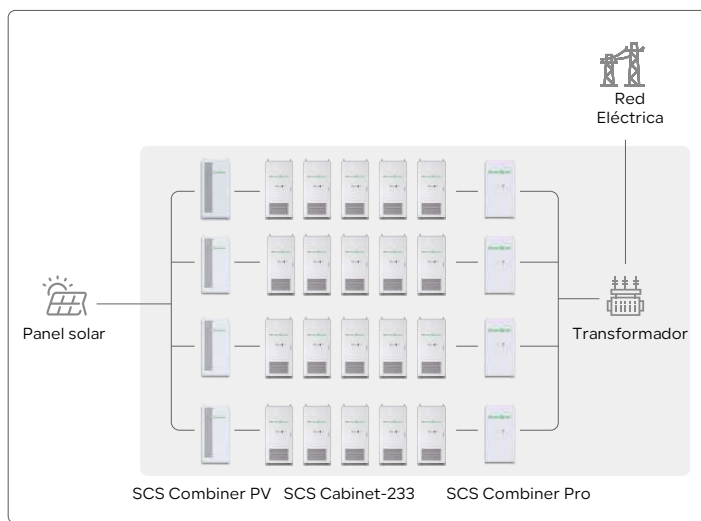 Red
Eléctrica
Panel solar
Transformador
SCS Combiner PV SCS Cabinet-233 SCS Combiner Pro